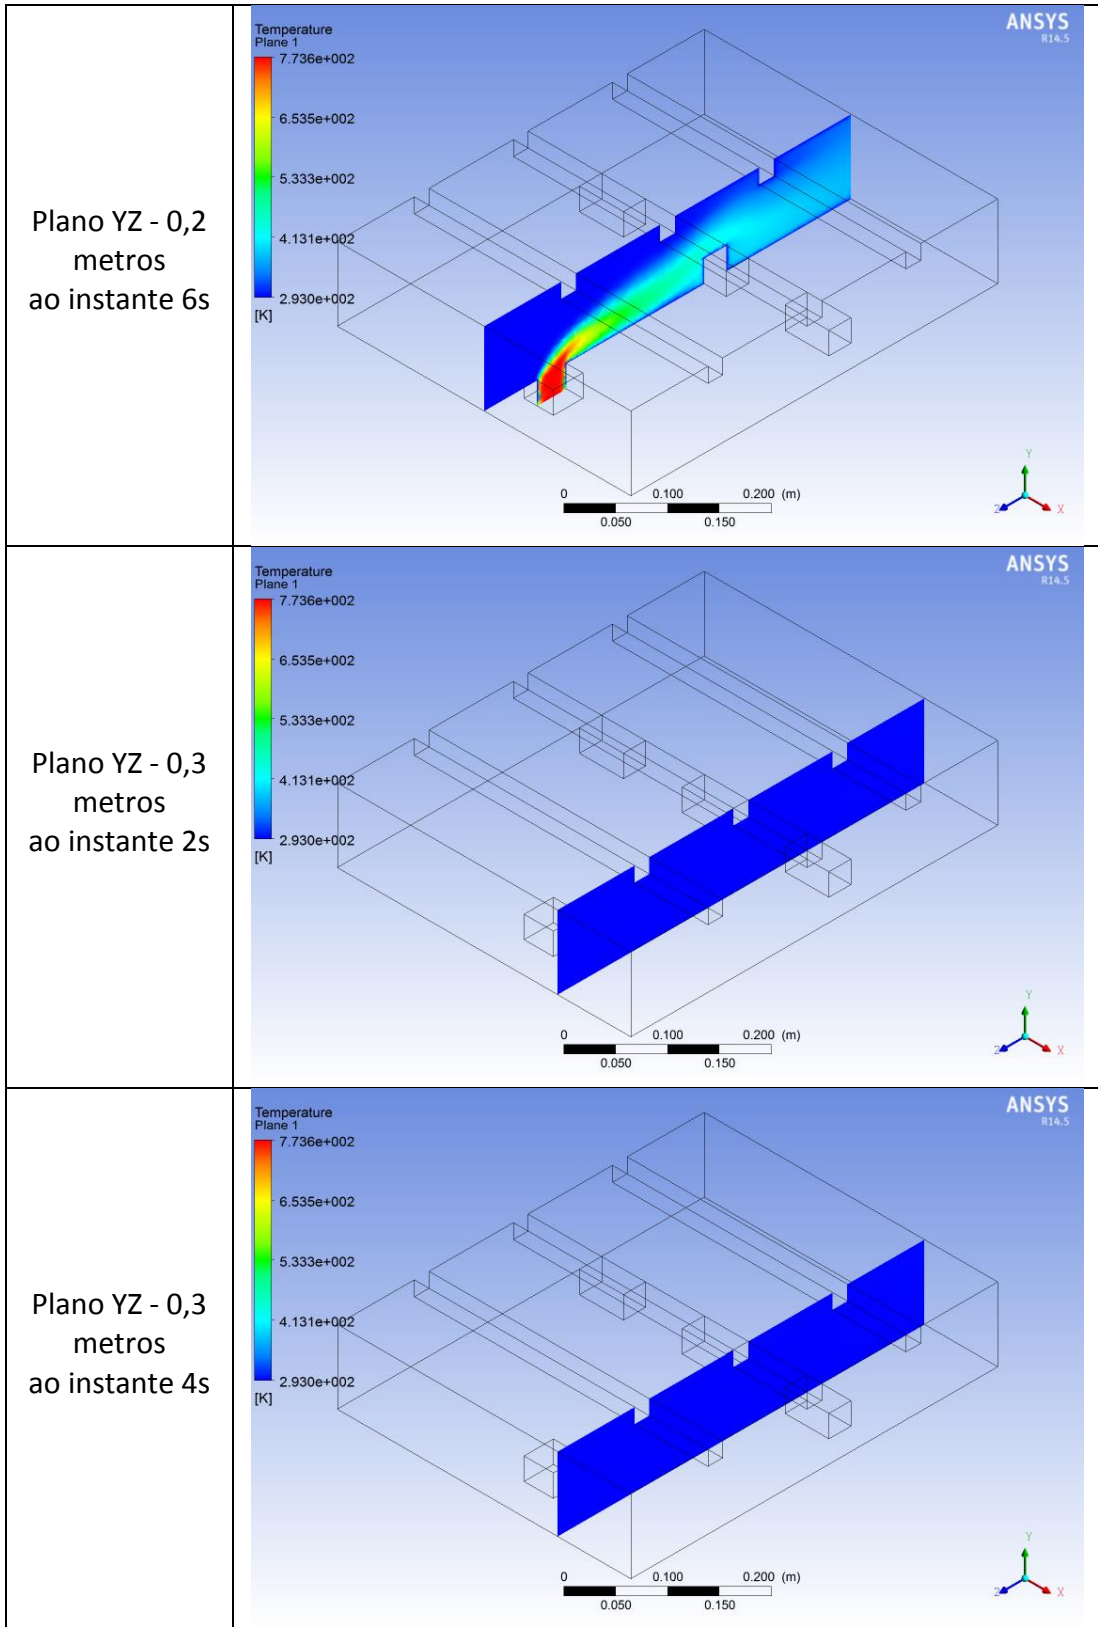 Plano YZ - 0,2
metros
ao instante 6s
Temperature
Plane 1
7.736e+002
6.535e+002
5.333e+002
4.131e+002
2.930e+002
[K]
ANSYS
R14.5
0 0.100 0.200 (m)
0.050 0.150
Y
Z X
Plano YZ - 0,3
metros
ao instante 2s
Temperature
Plane 1
7.736e+002
6.535e+002
5.333e+002
4.131e+002
2.930e+002
[K]
ANSYS
R14.5
0 0.100 0.200 (m)
0.050 0.150
Y
Z X
Plano YZ - 0,3
metros
ao instante 4s
Temperature
Plane 1
7.736e+002
6.535e+002
5.333e+002
4.131e+002
2.930e+002
[K]
ANSYS
R14.5
0 0.100 0.200 (m)
0.050 0.150
Y
Z X